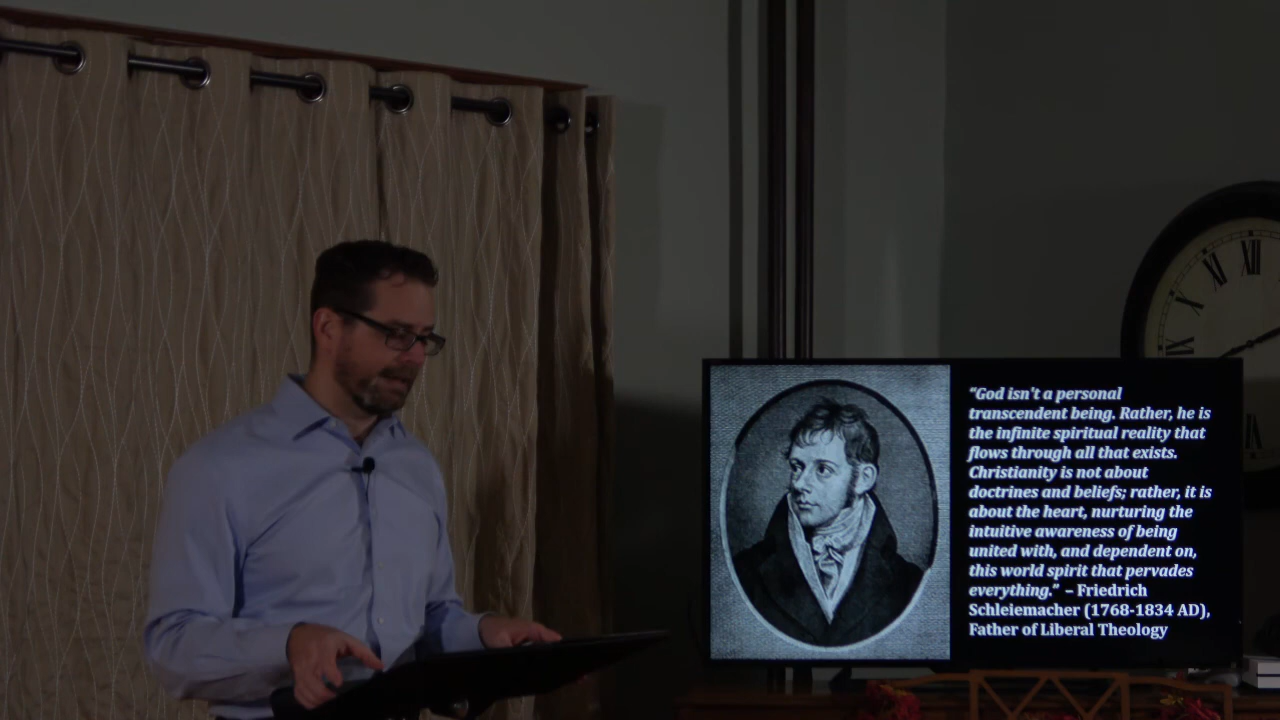 XII
XI
X
IX
“God isn't a personal
transcendent being. Rather, he is
the infinite spiritual reality that
flows through all that exists.
Christianity is not about
doctrines and beliefs; rather, it is
about the heart, nurturing the
intuitive awareness of being
united with, and dependent on,
this world spirit that pervades
everything.” – Friedrich
Schleiemacher (1768-1834 AD),
Father of Liberal Theology